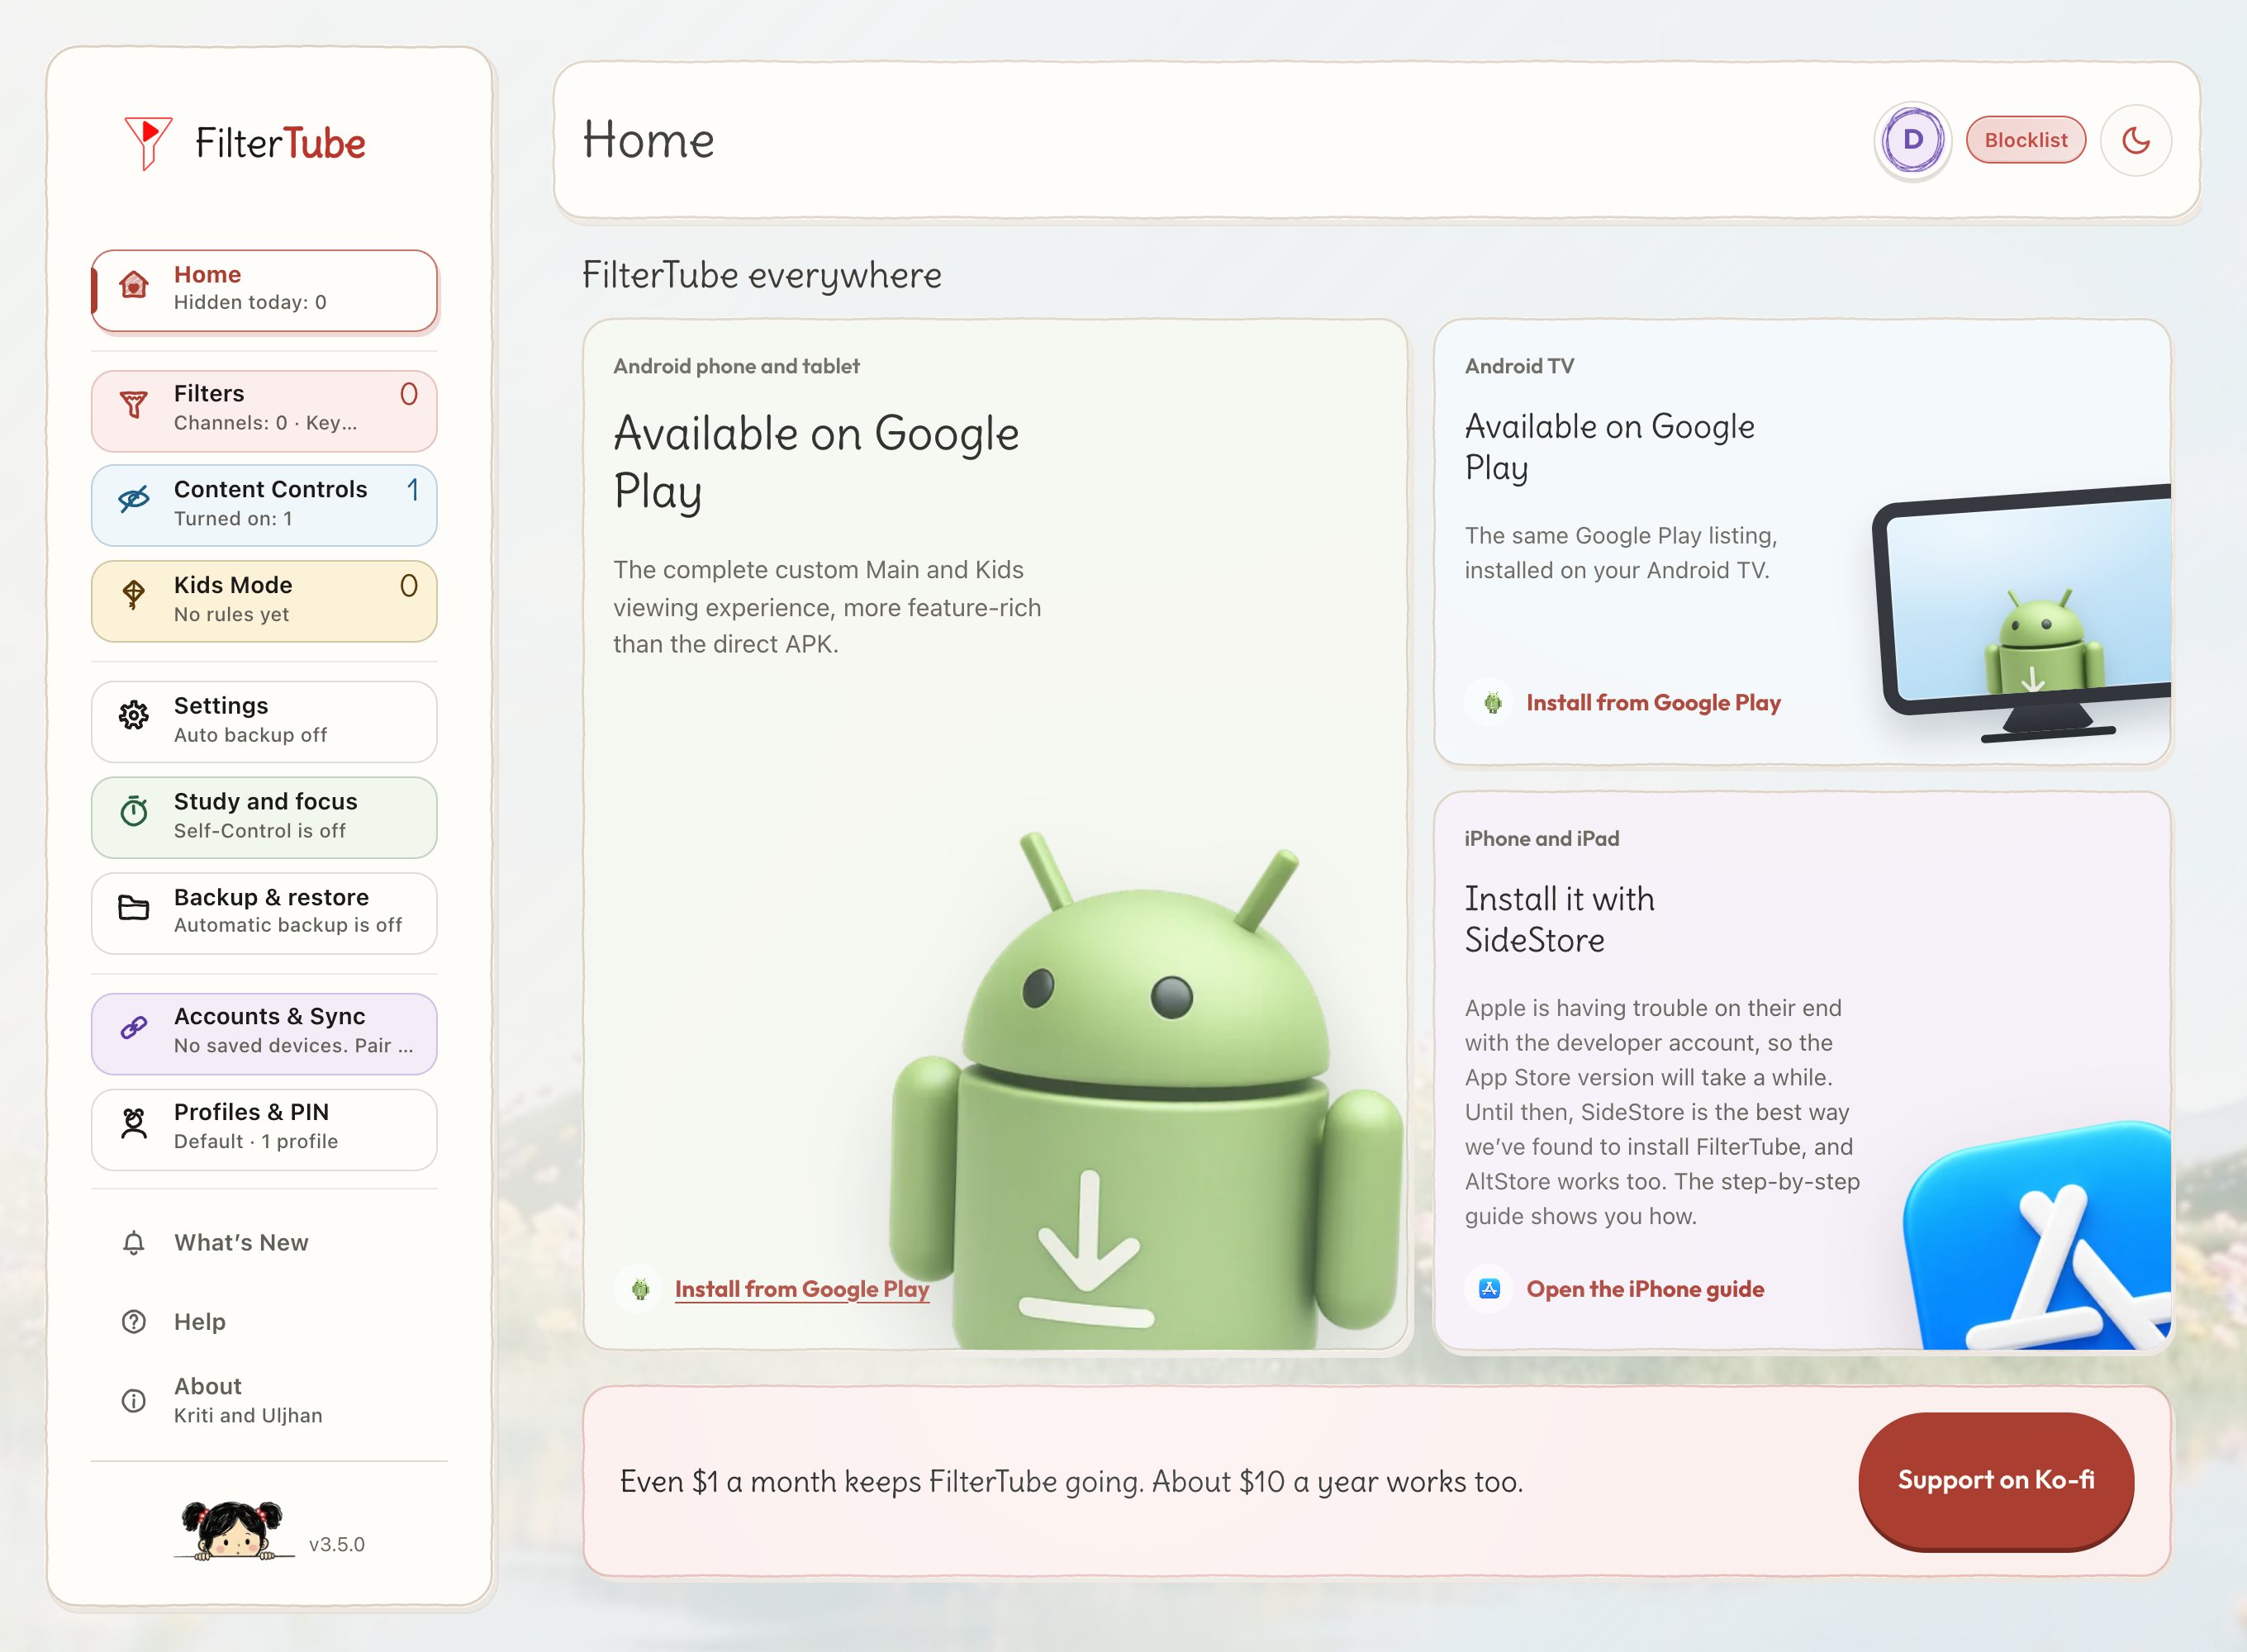 FilterTube
Home
Hidden today: 0
Filters
0
Channels: 0 · Key...
Content Controls
1
Turned on: 1
Kids Mode
0
No rules yet
Settings
Auto backup off
Study and focus
Self-Control is off
Backup & restore
Automatic backup is off
Accounts & Sync
No saved devices. Pair ...
Profiles & PIN
Default · 1 profile
What’s New
Help
About
Kriti and Uljhan
v3.5.0
Home
D
Blocklist
FilterTube everywhere
Android phone and tablet
Available on Google
Play
The complete custom Main and Kids
viewing experience, more feature-rich
than the direct APK.
Install from Google Play
Android TV
Available on Google
Play
The same Google Play listing,
installed on your Android TV.
Install from Google Play
iPhone and iPad
Install it with
SideStore
Apple is having trouble on their end
with the developer account, so the
App Store version will take a while.
Until then, SideStore is the best way
we’ve found to install FilterTube, and
AltStore works too. The step-by-step
guide shows you how.
Open the iPhone guide
Even $1 a month keeps FilterTube going. About $10 a year works too.
Support on Ko-fi